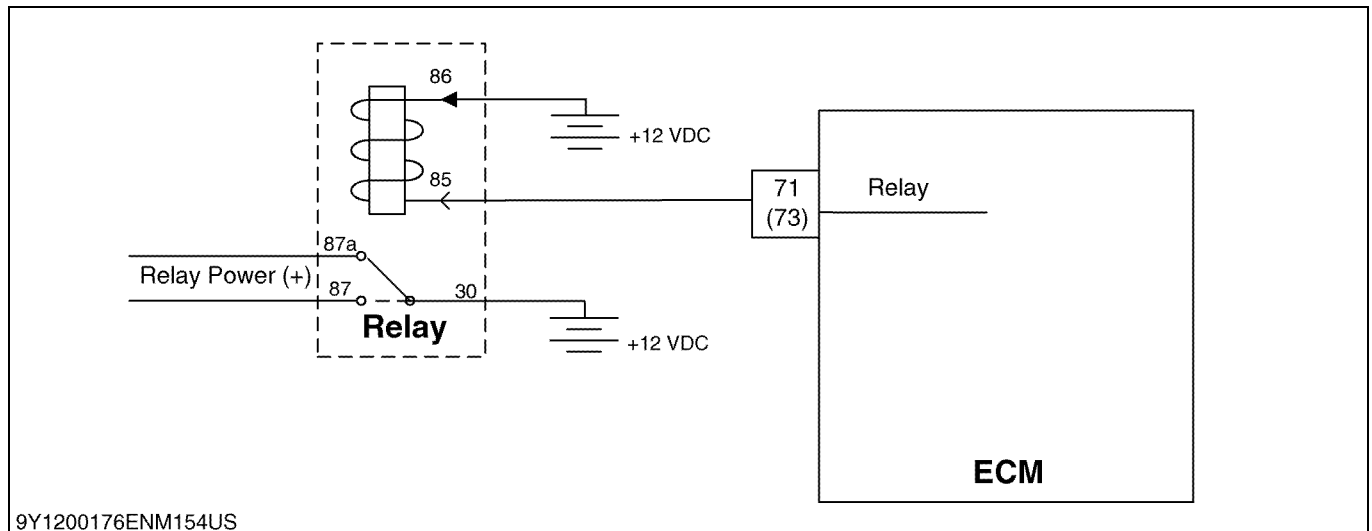 86
+12 VDC
85
71
(73)
Relay
87a
Relay Power (+)
87
30
Relay
+12 VDC
ECM
9Y1200176ENM154US